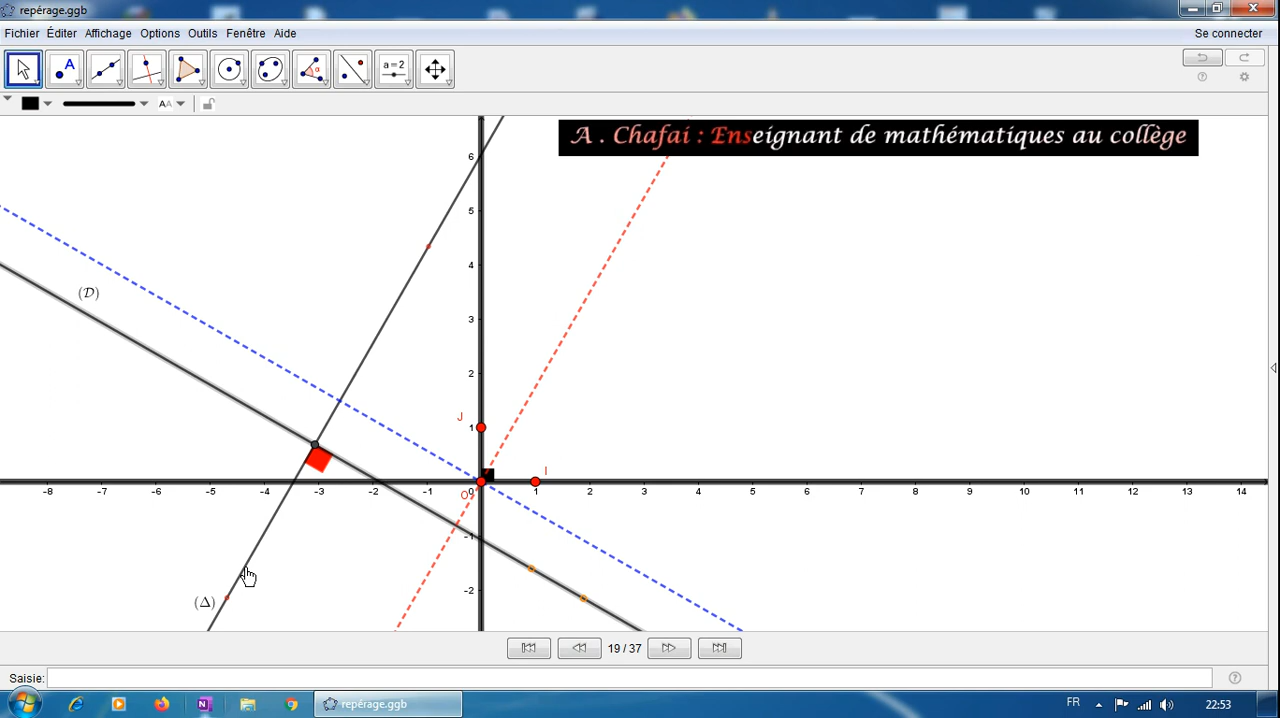 repérage.ggb
Fichier Éditer Affichage Options Outils Fenêtre Aide
Se connecter
A
α
a = 2
AA
A . Chafai : Enseignant de mathématiques au collège
6
5
(D)
4
3
2
J
1
I
-8 -7 -6 -5 -4 -3 -2 -1 0 1 2 3 4 5 6 7 8 9 10 11 12 13 14
O
-1
-2
(Δ)
19 / 37
Saisie:
repérage.ggb
FR
22:53